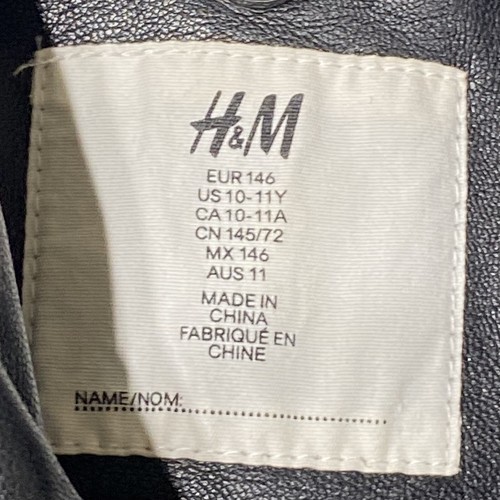 H&M
EUR 146
US 10-11Y
CA 10-11A
CN 145/72
MX 146
AUS 11
MADE IN
CHINA
FABRIQUÉ EN
CHINE
NAME/NOM: